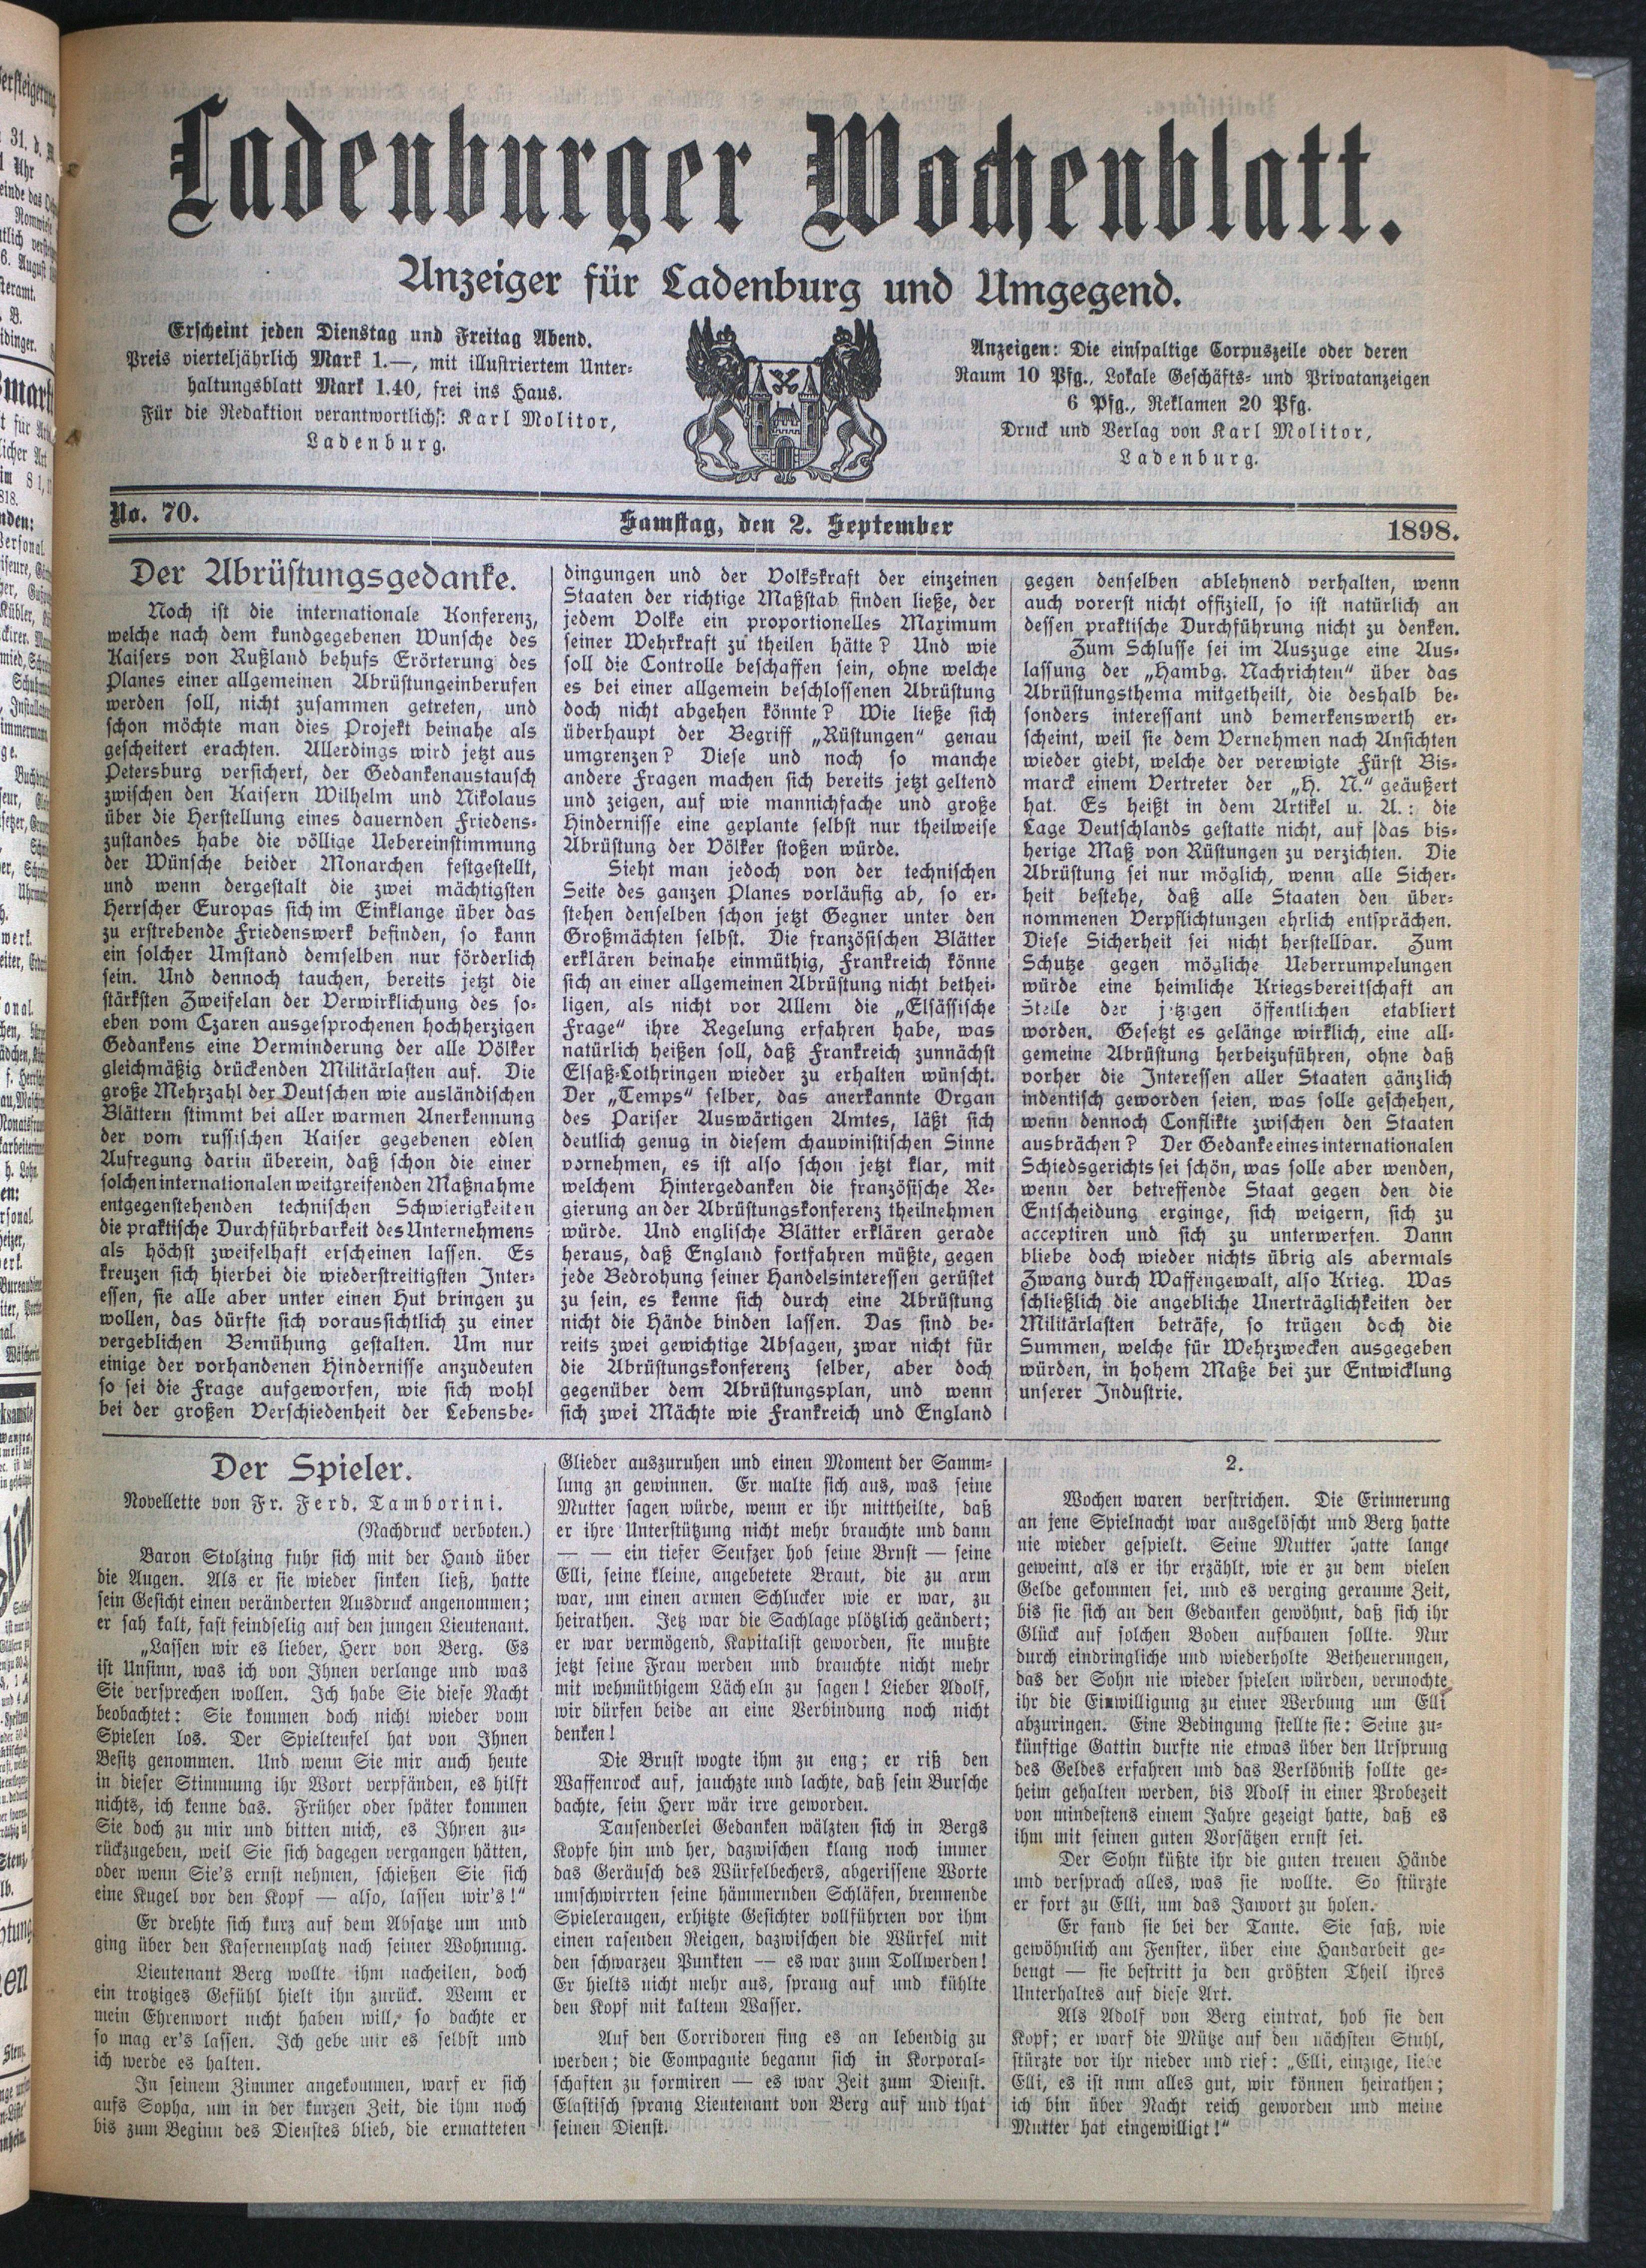 Ladenburger Wochenblatt.
Anzeiger für Ladenburg und Umgegend.
Erscheint jeden Dienstag und Freitag Abend.
Preis vierteljährlich Mark 1.—, mit illustriertem Unter-
haltungsblatt Mark 1.40, frei ins Haus.
Für die Redaktion verantwortlich: Karl Molitor,
Ladenburg.
Anzeigen: Die einspaltige Corpuszeile oder deren
Raum 10 Pfg., Lokale Geschäfts- und Privatanzeigen
6 Pfg., Reklamen 20 Pfg.
Druck und Verlag von Karl Molitor,
Ladenburg.
No. 70.
Samstag, den 2. September
1898.
Der Abrüstungsgedanke.
Noch ist die internationale Konferenz,
welche nach dem kundgegebenen Wunsche des
Kaisers von Rußland behufs Erörterung des
Planes einer allgemeinen Abrüstungeinberufen
werden soll, nicht zusammen getreten, und
schon möchte man dies Projekt beinahe als
gescheitert erachten. Allerdings wird jetzt aus
Petersburg versichert, der Gedankenaustausch
zwischen den Kaisern Wilhelm und Nikolaus
über die Herstellung eines dauernden Friedens-
zustandes habe die völlige Uebereinstimmung
der Wünsche beider Monarchen festgestellt,
und wenn dergestalt die zwei mächtigsten
Herrscher Europas sich im Einklange über das
zu erstrebende Friedenswerk befinden, so kann
ein solcher Umstand demselben nur förderlich
sein. Und dennoch tauchen, bereits jetzt die
stärksten Zweifelan der Verwirklichung des so-
eben vom Czaren ausgesprochenen hochherzigen
Gedankens eine Verminderung der alle Völker
gleichmäßig drückenden Militärlasten auf. Die
große Mehrzahl der Deutschen wie ausländischen
Blättern stimmt bei aller warmen Anerkennung
der vom russischen Kaiser gegebenen edlen
Aufregung darin überein, daß schon die einer
solchen internationalen weitgreifenden Maßnahme
entgegenstehenden technischen Schwierigkeiten
die praktische Durchführbarkeit des Unternehmens
als höchst zweifelhaft erscheinen lassen. Es
kreuzen sich hierbei die wiederstreitigsten Inter-
essen, sie alle aber unter einen Hut bringen zu
wollen, das dürfte sich voraussichtlich zu einer
vergeblichen Bemühung gestalten. Um nur
einige der vorhandenen Hindernisse anzudeuten
so sei die Frage aufgeworfen, wie sich wohl
bei der großen Verschiedenheit der Lebensbe-
dingungen und der Volkskraft der einzeinen
Staaten der richtige Maßstab finden ließe, der
jedem Volke ein proportionelles Maximum
seiner Wehrkraft zu theilen hätte? Und wie
soll die Controlle beschaffen sein, ohne welche
es bei einer allgemein beschlossenen Abrüstung
doch nicht abgehen könnte? Wie ließe sich
überhaupt der Begriff „Rüstungen“ genau
umgrenzen? Diese und noch so manche
andere Fragen machen sich bereits jetzt geltend
und zeigen, auf wie mannichfache und große
Hindernisse eine geplante selbst nur theilweise
Abrüstung der Völker stoßen würde.
Sieht man jedoch von der technischen
Seite des ganzen Planes vorläufig ab, so er-
stehen denselben schon jetzt Gegner unter den
Großmächten selbst. Die französischen Blätter
erklären beinahe einmüthig, Frankreich könne
sich an einer allgemeinen Abrüstung nicht bethei-
ligen, als nicht vor Allem die „Elsässische
Frage“ ihre Regelung erfahren habe, was
natürlich heißen soll, daß Frankreich zunnächst
Elsaß-Lothringen wieder zu erhalten wünscht.
Der „Temps“ selber, das anerkannte Organ
des Pariser Auswärtigen Amtes, läßt sich
deutlich genug in diesem chauvinistischen Sinne
vornehmen, es ist also schon jetzt klar, mit
welchem Hintergedanken die französische Re-
gierung an der Abrüstungskonferenz theilnehmen
würde. Und englische Blätter erklären gerade
heraus, daß England fortfahren müßte, gegen
jede Bedrohung seiner Handelsinteressen gerüstet
zu sein, es kenne sich durch eine Abrüstung
nicht die Hände binden lassen. Das sind be-
reits zwei gewichtige Absagen, zwar nicht für
die Abrüstungskonferenz selber, aber doch
gegenüber dem Abrüstungsplan, und wenn
sich zwei Mächte wie Frankreich und England
gegen denselben ablehnend verhalten, wenn
auch vorerst nicht offiziell, so ist natürlich an
dessen praktische Durchführung nicht zu denken.
Zum Schlusse sei im Auszuge eine Aus-
lassung der „Hambg. Nachrichten“ über das
Abrüstungsthema mitgetheilt, die deshalb be-
sonders interessant und bemerkenswerth er-
scheint, weil sie dem Vernehmen nach Ansichten
wieder giebt, welche der verewigte Fürst Bis-
marck einem Vertreter der „H. N.“ geäußert
hat. Es heißt in dem Artikel u. A.: die
Lage Deutschlands gestatte nicht, auf das bis-
herige Maß von Rüstungen zu verzichten. Die
Abrüstung sei nur möglich, wenn alle Sicher-
heit bestehe, daß alle Staaten den über-
nommenen Verpflichtungen ehrlich entsprächen.
Diese Sicherheit sei nicht herstellbar. Zum
Schutze gegen mögliche Ueberrumpelungen
würde eine heimliche Kriegsbereitschaft an
Stelle der jetzigen öffentlichen etabliert
worden. Gesetzt es gelänge wirklich, eine all-
gemeine Abrüstung herbeizuführen, ohne daß
vorher die Interessen aller Staaten gänzlich
indentisch geworden seien, was solle geschehen,
wenn dennoch Conflikte zwischen den Staaten
ausbrächen? Der Gedanke eines internationalen
Schiedsgerichts sei schön, was solle aber wenden,
wenn der betreffende Staat gegen den die
Entscheidung erginge, sich weigern, sich zu
acceptiren und sich zu unterwerfen. Dann
bliebe doch wieder nichts übrig als abermals
Zwang durch Waffengewalt, also Krieg. Was
schließlich die angebliche Unerträglichkeiten der
Militärlasten beträfe, so trügen doch die
Summen, welche für Wehrzwecken ausgegeben
würden, in hohem Maße bei zur Entwicklung
unserer Industrie.
Der Spieler.
Novellette von Fr. Ferd. Tamborini.
(Nachdruck verboten.)
Baron Stolzing fuhr sich mit der Hand über
die Augen. Als er sie wieder sinken ließ, hatte
sein Gesicht einen veränderten Ausdruck angenommen;
er sah kalt, fast feindselig auf den jungen Lieutenant.
„Lassen wir es lieber, Herr von Berg. Es
ist Unsinn, was ich von Ihnen verlange und was
Sie versprechen wollen. Ich habe Sie diese Nacht
beobachtet: Sie kommen doch nicht wieder vom
Spielen los. Der Spielteufel hat von Ihnen
Besitz genommen. Und wenn Sie mir auch heute
in dieser Stimmung ihr Wort verpfänden, es hilft
nichts, ich kenne das. Früher oder später kommen
Sie doch zu mir und bitten mich, es Ihnen zu-
rückzugeben, weil Sie sich dagegen vergangen hätten,
oder wenn Sie's ernst nehmen, schießen Sie sich
eine Kugel vor den Kopf — also, lassen wir's!“
Er drehte sich kurz auf dem Absatze um und
ging über den Kasernenplatz nach seiner Wohnung.
Lieutenant Berg wollte ihm nacheilen, doch
ein trotziges Gefühl hielt ihn zurück. Wenn er
mein Ehrenwort nicht haben will, so dachte er
so mag er's lassen. Ich gebe mir es selbst und
ich werde es halten.
In seinem Zimmer angekommen, warf er sich
aufs Sopha, um in der kurzen Zeit, die ihm noch
bis zum Beginn des Dienstes blieb, die ermatteten
Glieder auszuruhen und einen Moment der Samm-
lung zu gewinnen. Er malte sich aus, was seine
Mutter sagen würde, wenn er ihr mittheilte, daß
er ihre Unterstützung nicht mehr brauchte und dann
— — ein tiefer Seufzer hob seine Brust — seine
Elli, seine kleine, angebetete Braut, die zu arm
war, um einen armen Schlucker wie er war, zu
heirathen. Jetz war die Sachlage plötzlich geändert;
er war vermögend, Kapitalist geworden, sie mußte
jetzt seine Frau werden und brauchte nicht mehr
mit wehmüthigem Lächeln zu sagen! Lieber Adolf,
wir dürfen beide an eine Verbindung noch nicht
denken!
Die Brust wogte ihm zu eng; er riß den
Waffenrock auf, jauchzte und lachte, daß sein Bursche
dachte, sein Herr wär irre geworden.
Tausenderlei Gedanken wälzten sich in Bergs
Kopfe hin und her, dazwischen klang noch immer
das Geräusch des Würfelbechers, abgerissene Worte
umschwirrten seine hämmernden Schläfen, brennende
Spieleraugen, erhitzte Gesichter vollführten vor ihm
einen rasenden Reigen, dazwischen die Würfel mit
den schwarzen Punkten — es war zum Tollwerden!
Er hielts nicht mehr aus, sprang auf und kühlte
den Kopf mit kaltem Wasser.
Auf den Corridoren fing es an lebendig zu
werden; die Compagnie begann sich in Korporal-
schaften zu formiren — es war Zeit zum Dienst.
Elastisch sprang Lieutenant von Berg auf und that
seinen Dienst.
2.
Wochen waren verstrichen. Die Erinnerung
an jene Spielnacht war ausgelöscht und Berg hatte
nie wieder gespielt. Seine Mutter hatte lange
geweint, als er ihr erzählt, wie er zu dem vielen
Gelde gekommen sei, und es verging geraume Zeit,
bis sie sich an den Gedanken gewöhnt, daß sich ihr
Glück auf solchen Boden aufbauen sollte. Nur
durch eindringliche und wiederholte Betheuerungen,
das der Sohn nie wieder spielen würden, vermochte
ihr die Einwilligung zu einer Werbung um Elli
abzuringen. Eine Bedingung stellte sie: Seine zu-
künftige Gattin durfte nie etwas über den Ursprung
des Geldes erfahren und das Verlöbniß sollte ge-
heim gehalten werden, bis Adolf in einer Probezeit
von mindestens einem Jahre gezeigt hatte, daß es
ihm mit seinen guten Vorsätzen ernst sei.
Der Sohn küßte ihr die guten treuen Hände
und versprach alles, was sie wollte. So stürzte
er fort zu Elli, um das Jawort zu holen.
Er fand sie bei der Tante. Sie saß, wie
gewöhnlich am Fenster, über eine Handarbeit ge-
beugt — sie bestritt ja den größten Theil ihres
Unterhaltes auf diese Art.
Als Adolf von Berg eintrat, hob sie den
Kopf; er warf die Mütze auf den nächsten Stuhl,
stürzte vor ihr nieder und rief: „Elli, einzige, liebe
Elli, es ist nun alles gut, wir können heirathen;
ich bin über Nacht reich geworden und meine
Mutter hat eingewilligt!“